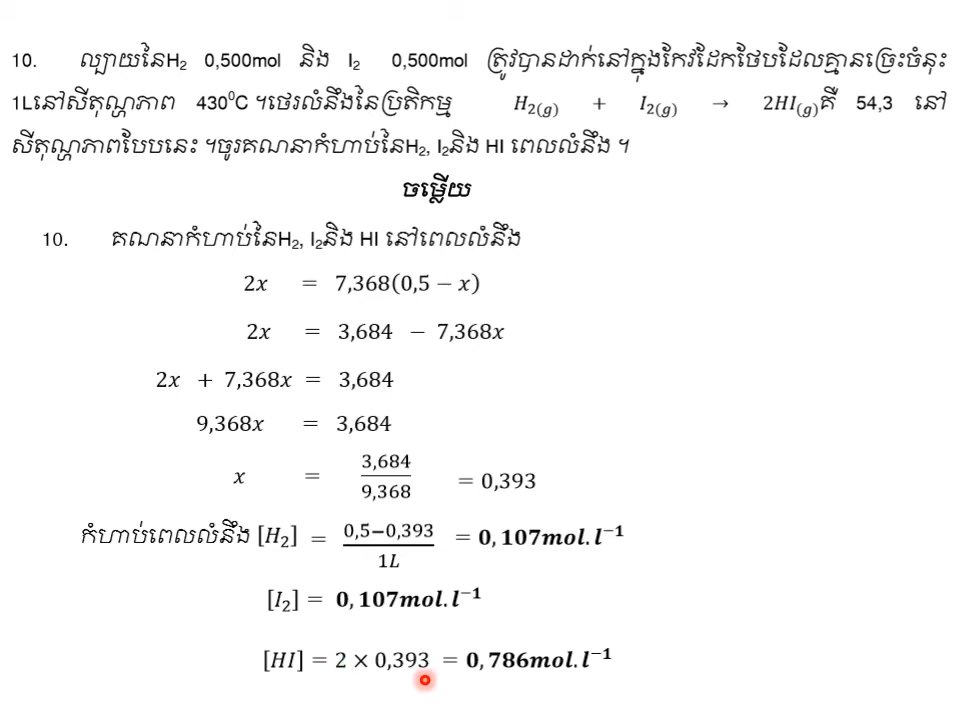 10. ល្បាយនៃH₂ 0,500mol និង I₂ 0,500mol ត្រូវបានដាក់នៅក្នុងកែវដែកថែបដែលគ្មានច្រេះចំនុះ
1Lនៅសីតុណ្ហភាព 430⁰C ។ថេរលំនឹងនៃប្រតិកម្ម H₂₍g₎ + I₂₍g₎ → 2HI₍g₎គឺ 54,3 នៅ
សីតុណ្ហភាពបែបនេះ ។ចូរគណនាកំហាប់នៃH₂, I₂និង HI ពេលលំនឹង ។
ចម្លើយ
10. គណនាកំហាប់នៃH₂, I₂និង HI នៅពេលលំនឹង
2x = 7,368(0,5 − x)
2x = 3,684 − 7,368x
2x + 7,368x = 3,684
9,368x = 3,684
x = 3,684/9,368 = 0,393
កំហាប់ពេលលំនឹង [H₂] = 0,5−0,393/1L = 0,107mol.l⁻¹
[I₂] = 0,107mol.l⁻¹
[HI] = 2 × 0,393 = 0,786mol.l⁻¹